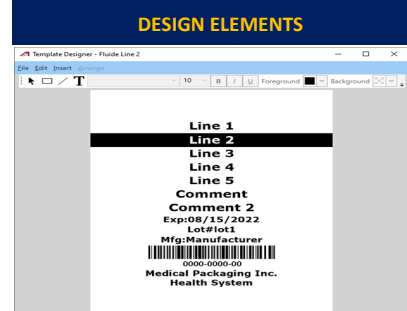 DESIGN ELEMENTS
Template Designer - Fluide Line 2
File Edit Insert Arrange
T 10 B I U Foreground Background
Line 1
Line 2
Line 3
Line 4
Line 5
Comment
Comment 2
Exp:08/15/2022
Lot#lot1
Mfg:Manufacturer
0000-0000-00
Medical Packaging Inc.
Health System